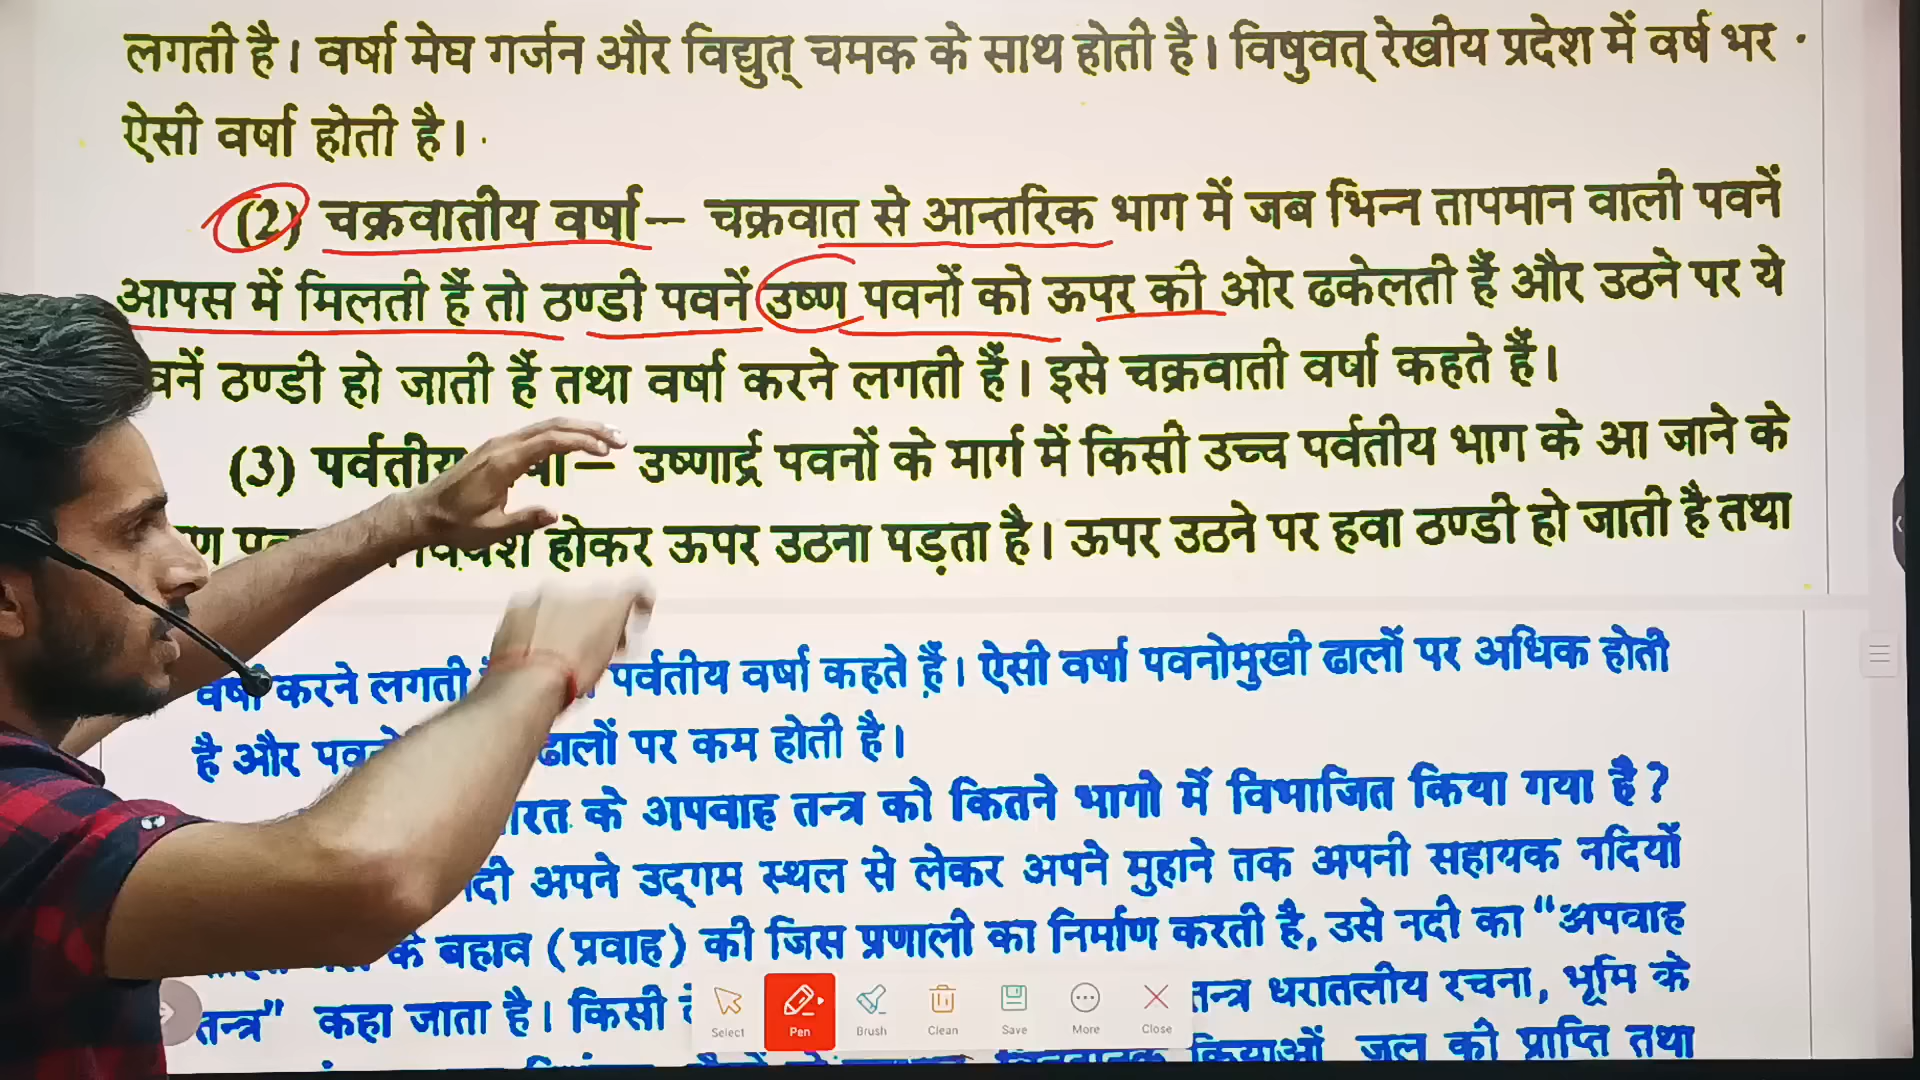 लगती है। वर्षा मेघ गर्जन और विद्युत् चमक के साथ होती है। विषुवत् रेखीय प्रदेश में वर्ष भर
ऐसी वर्षा होती है।
(2) चक्रवातीय वर्षा— चक्रवात से आन्तरिक भाग में जब भिन्न तापमान वाली पवनें
आपस में मिलती हैं तो ठण्डी पवनें उष्ण पवनों को ऊपर की ओर ढकेलती हैं और उठने पर ये
वनें ठण्डी हो जाती हैं तथा वर्षा करने लगती हैं। इसे चक्रवाती वर्षा कहते हैं।
(3) पर्वतीय — उष्णार्द्र पवनों के मार्ग में किसी उच्च पर्वतीय भाग के आ जाने के
होकर ऊपर उठना पड़ता है। ऊपर उठने पर हवा ठण्डी हो जाती है तथा
वर्षा करने लगती पर्वतीय वर्षा कहते हैं। ऐसी वर्षा पवनोमुखी ढालों पर अधिक होती
है और ढालों पर कम होती है।
के अपवाह तन्त्र को कितने भागो में विभाजित किया गया है?
अपने उद्‌गम स्थल से लेकर अपने मुहाने तक अपनी सहायक नदियों
के बहाव (प्रवाह) की जिस प्रणाली का निर्माण करती है, उसे नदी का “अपवाह
तन्त्र” कहा जाता है। किसी तन्त्र धरातलीय रचना, भूमि के
क्रियाओं, जल की प्राप्ति तथा
Select Pen Brush Clean Save More Close